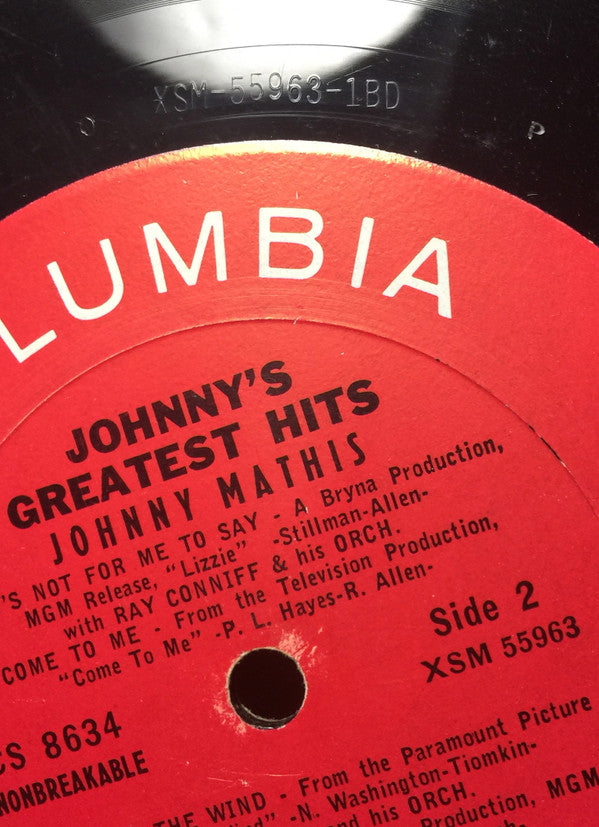 XSM-55963-1BD
P
LUMBIA
JOHNNY'S
GREATEST HITS
JOHNNY MATHIS
'S NOT FOR ME TO SAY - A Bryna Production,
MGM Release, "Lizzie" -Stillman-Allen-
with RAY CONNIFF & his ORCH.
COME TO ME - From the Television Production,
"Come To Me" -P. L. Hayes-R. Allen-
Side 2
XSM 55963
CS 8634
NONBREAKABLE
THE WIND - From the Paramount Picture
-N. Washington-Tiomkin-
and his ORCH.
Production, MGM